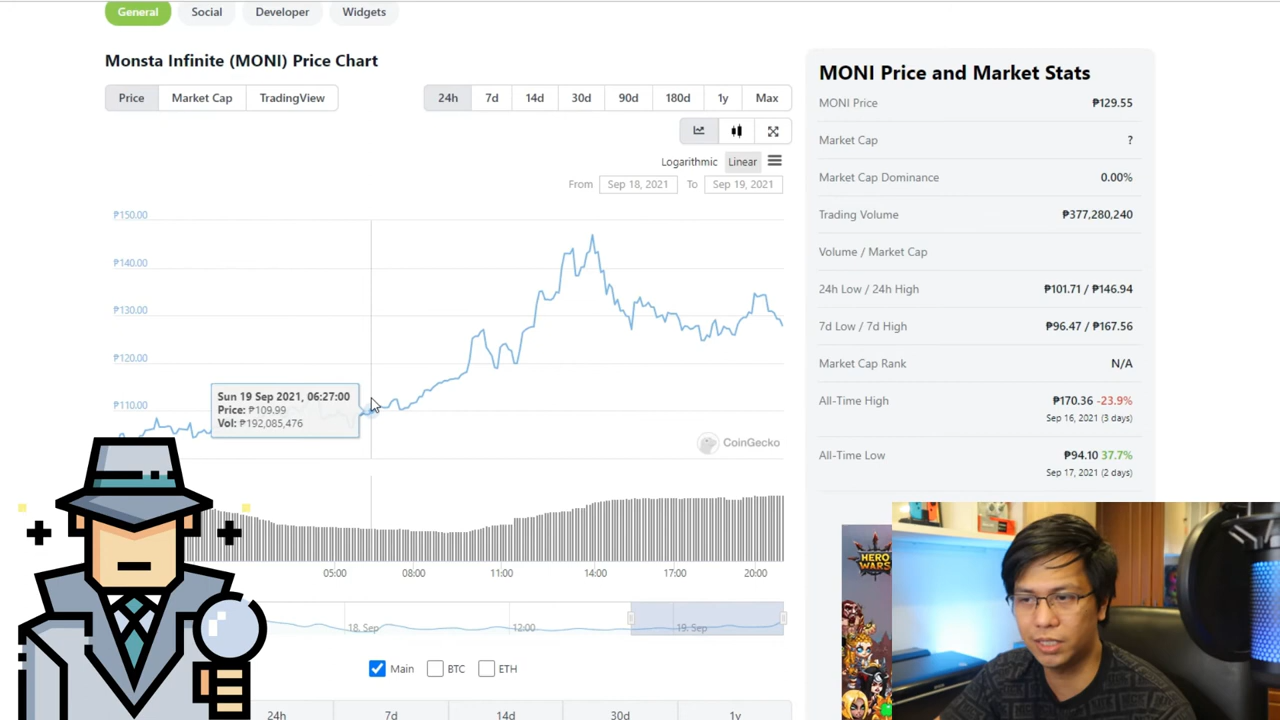 General
Social
Developer
Widgets
Monsta Infinite (MONI) Price Chart
Price
Market Cap
TradingView
24h
7d
14d
30d
90d
180d
1y
Max
Logarithmic
Linear
From
Sep 18, 2021
To
Sep 19, 2021
₱150.00
₱140.00
₱130.00
₱120.00
₱110.00
Sun 19 Sep 2021, 06:27:00
Price: ₱109.99
Vol: ₱192,085,476
CoinGecko
05:00
08:00
11:00
14:00
17:00
20:00
18. Sep
12:00
19. Sep
Main
BTC
ETH
24h
7d
14d
30d
1y
MONI Price and Market Stats
MONI Price ₱129.55
Market Cap ?
Market Cap Dominance 0.00%
Trading Volume ₱377,280,240
Volume / Market Cap
24h Low / 24h High ₱101.71 / ₱146.94
7d Low / 7d High ₱96.47 / ₱167.56
Market Cap Rank N/A
All-Time High ₱170.36 -23.9%
Sep 16, 2021 (3 days)
All-Time Low ₱94.10 37.7%
Sep 17, 2021 (2 days)
HERO
WARS